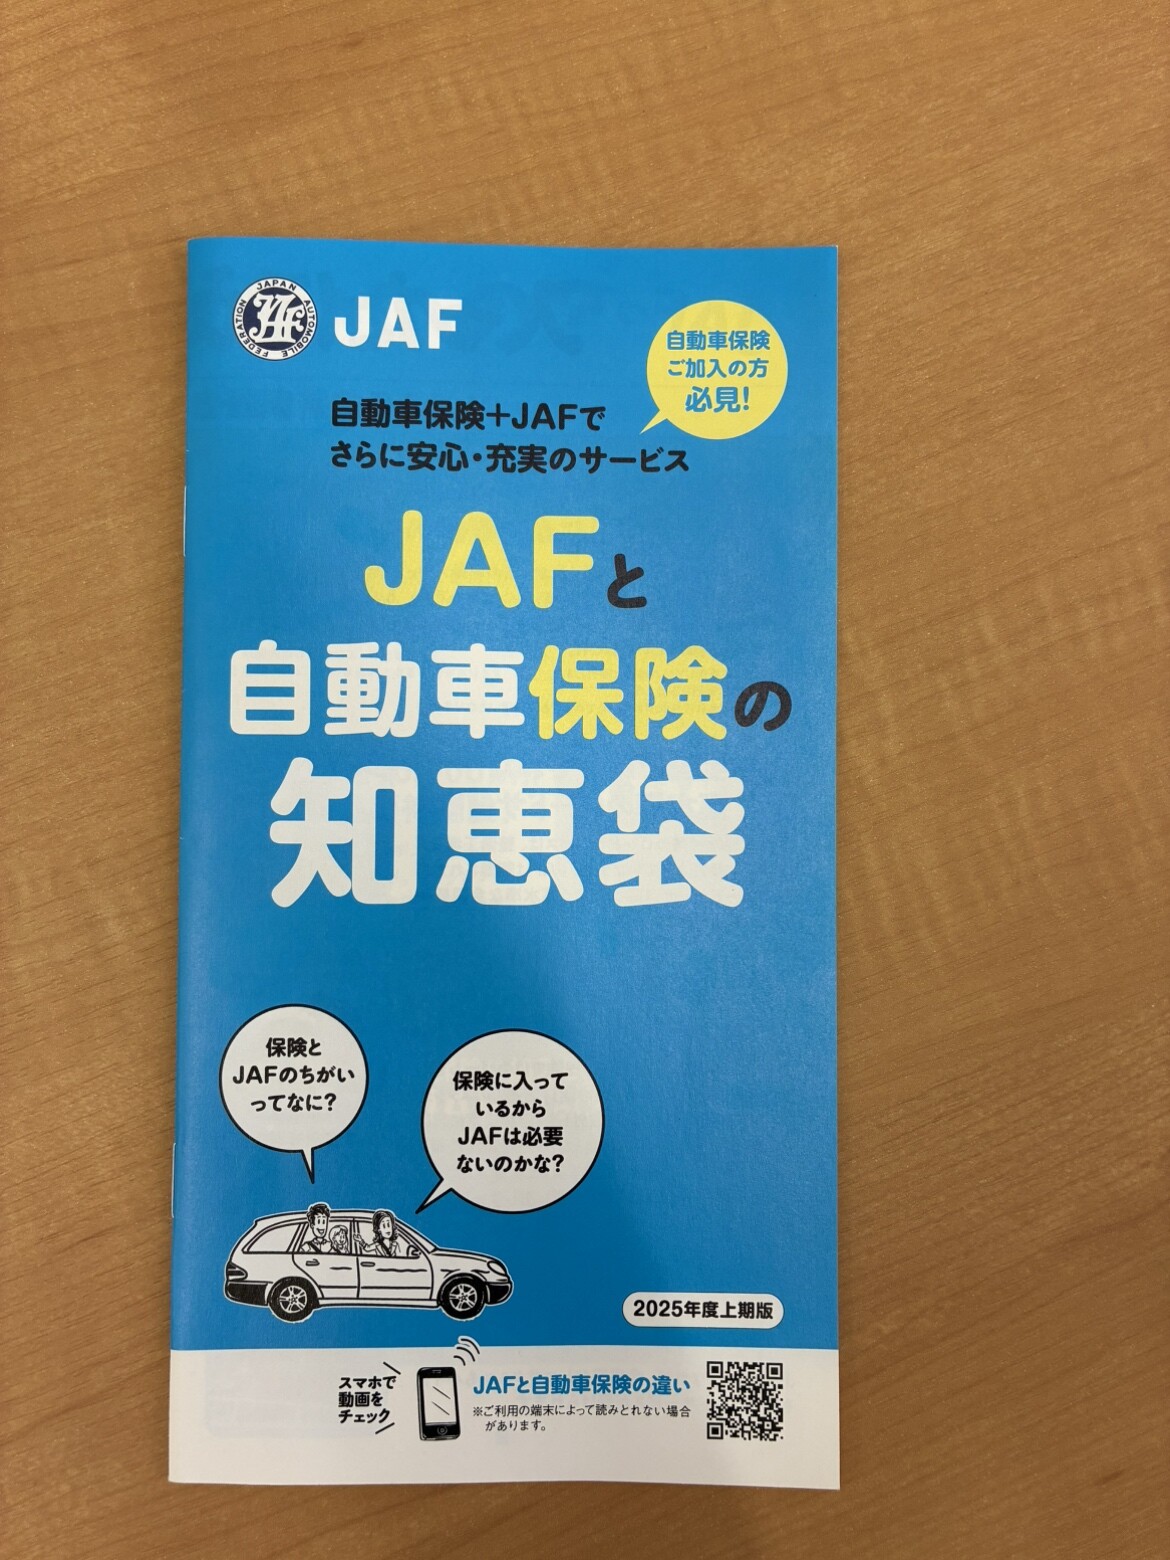 JAPAN AUTOMOBILE FEDERATION
JAF
JAF
自動車保険
ご加入の方
必見!
自動車保険+JAFで
さらに安心・充実のサービス
JAFと
自動車保険の
知恵袋
保険と
JAFのちがい
ってなに?
保険に入って
いるから
JAFは必要
ないのかな?
2025年度上期版
スマホで
動画を
チェック
JAFと自動車保険の違い
※ご利用の端末によって読みとれない場合
があります。